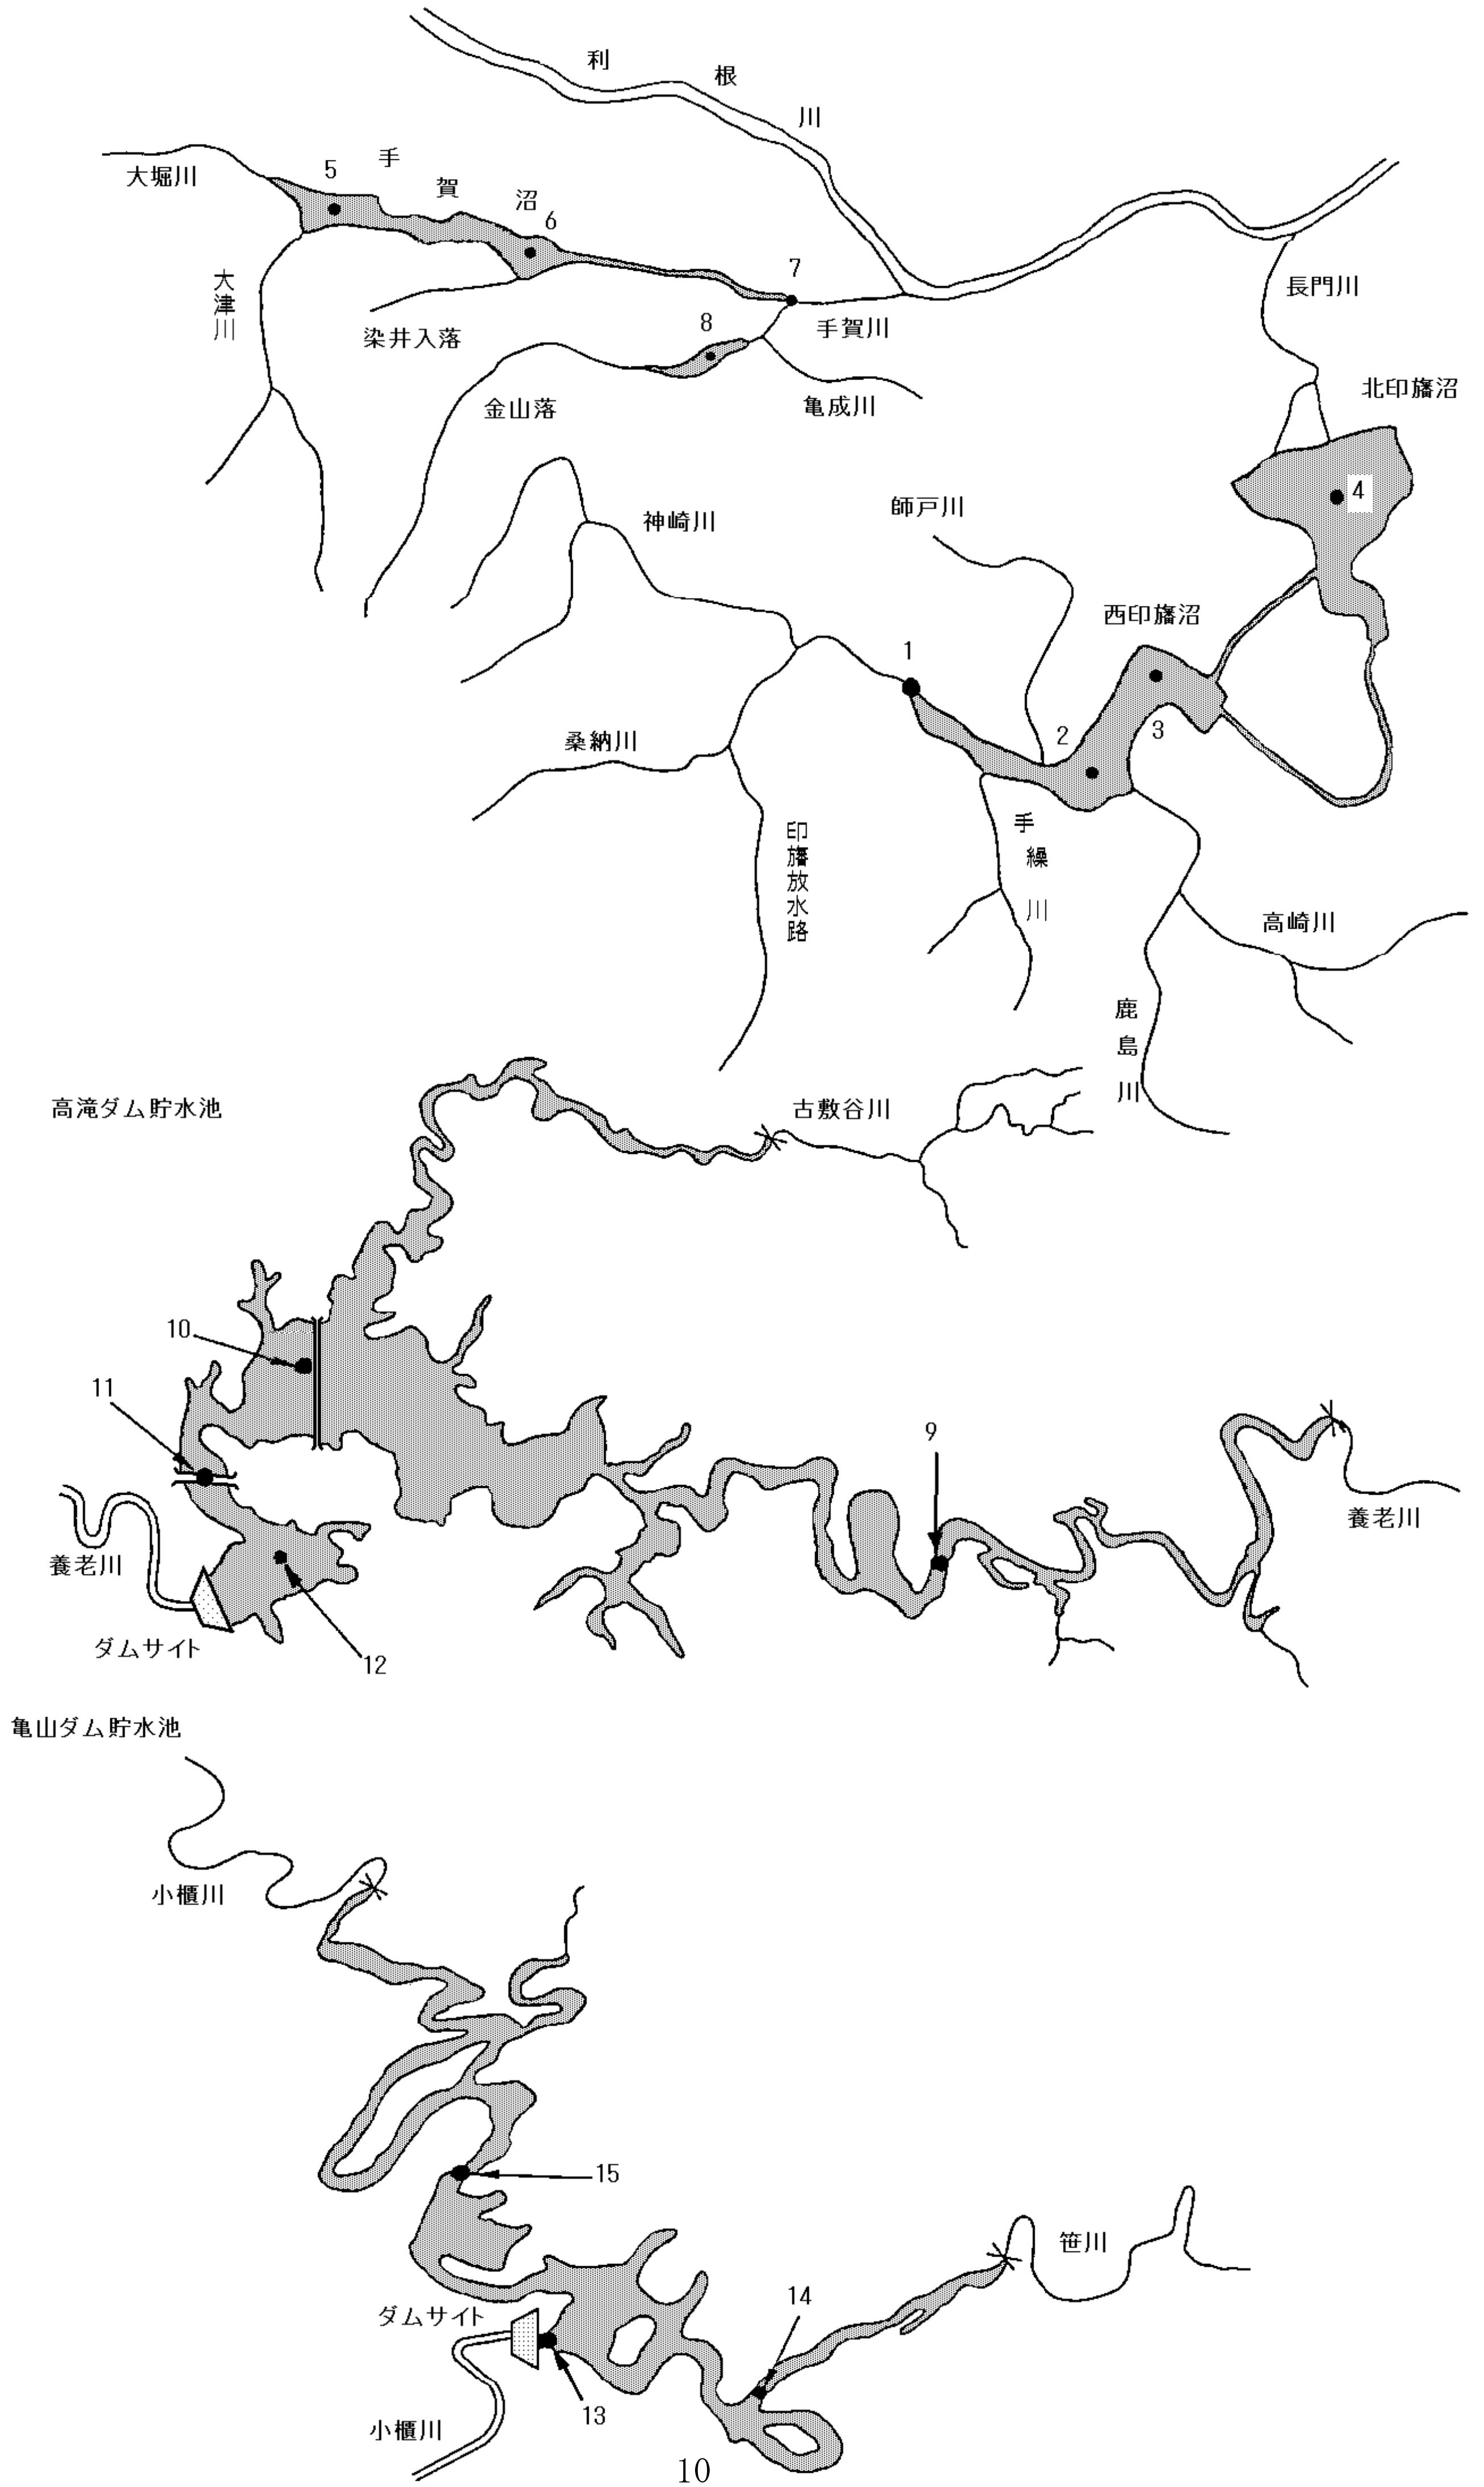 利根川
大堀川
5
手賀沼
6
大津川
7
長門川
染井入落
8
手賀川
北印旛沼
金山落
亀成川
4
師戸川
神崎川
西印旛沼
1
2
3
桑納川
手繰川
印旛放水路
高崎川
鹿島川
高滝ダム貯水池
古敷谷川
10
11
9
養老川
養老川
ダムサイト
12
亀山ダム貯水池
小櫃川
15
笹川
14
ダムサイト
13
小櫃川
10